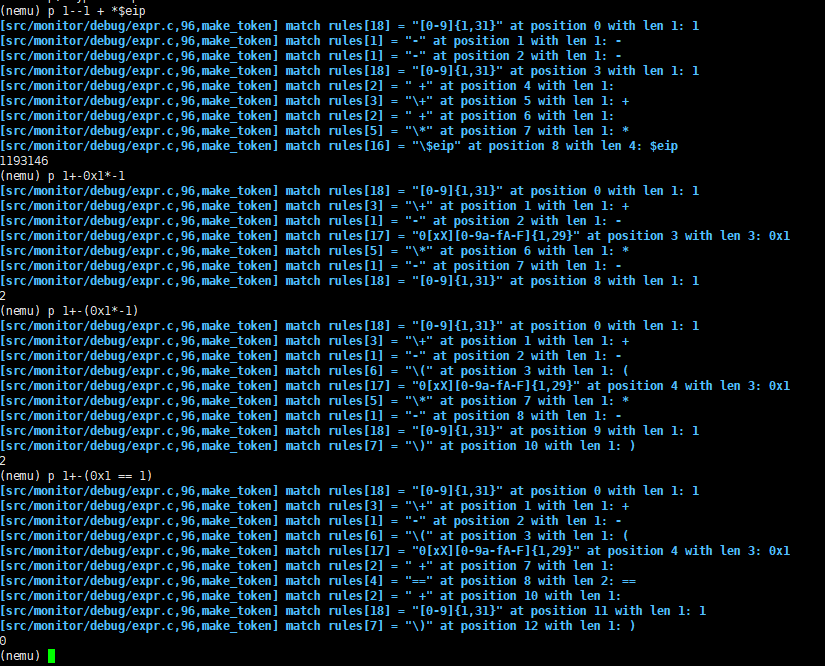 (nemu) p 1--1 + *$eip
[src/monitor/debug/expr.c,96,make_token] match rules[18] = "[0-9]{1,31}" at position 0 with len 1: 1
[src/monitor/debug/expr.c,96,make_token] match rules[1] = "-" at position 1 with len 1: -
[src/monitor/debug/expr.c,96,make_token] match rules[1] = "-" at position 2 with len 1: -
[src/monitor/debug/expr.c,96,make_token] match rules[18] = "[0-9]{1,31}" at position 3 with len 1: 1
[src/monitor/debug/expr.c,96,make_token] match rules[2] = " +" at position 4 with len 1:
[src/monitor/debug/expr.c,96,make_token] match rules[3] = "\+" at position 5 with len 1: +
[src/monitor/debug/expr.c,96,make_token] match rules[2] = " +" at position 6 with len 1:
[src/monitor/debug/expr.c,96,make_token] match rules[5] = "\*" at position 7 with len 1: *
[src/monitor/debug/expr.c,96,make_token] match rules[16] = "\$eip" at position 8 with len 4: $eip
1193146
(nemu) p 1+-0x1*-1
[src/monitor/debug/expr.c,96,make_token] match rules[18] = "[0-9]{1,31}" at position 0 with len 1: 1
[src/monitor/debug/expr.c,96,make_token] match rules[3] = "\+" at position 1 with len 1: +
[src/monitor/debug/expr.c,96,make_token] match rules[1] = "-" at position 2 with len 1: -
[src/monitor/debug/expr.c,96,make_token] match rules[17] = "0[xX][0-9a-fA-F]{1,29}" at position 3 with len 3: 0x1
[src/monitor/debug/expr.c,96,make_token] match rules[5] = "\*" at position 6 with len 1: *
[src/monitor/debug/expr.c,96,make_token] match rules[1] = "-" at position 7 with len 1: -
[src/monitor/debug/expr.c,96,make_token] match rules[18] = "[0-9]{1,31}" at position 8 with len 1: 1
2
(nemu) p 1+-(0x1*-1)
[src/monitor/debug/expr.c,96,make_token] match rules[18] = "[0-9]{1,31}" at position 0 with len 1: 1
[src/monitor/debug/expr.c,96,make_token] match rules[3] = "\+" at position 1 with len 1: +
[src/monitor/debug/expr.c,96,make_token] match rules[1] = "-" at position 2 with len 1: -
[src/monitor/debug/expr.c,96,make_token] match rules[6] = "\(" at position 3 with len 1: (
[src/monitor/debug/expr.c,96,make_token] match rules[17] = "0[xX][0-9a-fA-F]{1,29}" at position 4 with len 3: 0x1
[src/monitor/debug/expr.c,96,make_token] match rules[5] = "\*" at position 7 with len 1: *
[src/monitor/debug/expr.c,96,make_token] match rules[1] = "-" at position 8 with len 1: -
[src/monitor/debug/expr.c,96,make_token] match rules[18] = "[0-9]{1,31}" at position 9 with len 1: 1
[src/monitor/debug/expr.c,96,make_token] match rules[7] = "\)" at position 10 with len 1: )
2
(nemu) p 1+-(0x1 == 1)
[src/monitor/debug/expr.c,96,make_token] match rules[18] = "[0-9]{1,31}" at position 0 with len 1: 1
[src/monitor/debug/expr.c,96,make_token] match rules[3] = "\+" at position 1 with len 1: +
[src/monitor/debug/expr.c,96,make_token] match rules[1] = "-" at position 2 with len 1: -
[src/monitor/debug/expr.c,96,make_token] match rules[6] = "\(" at position 3 with len 1: (
[src/monitor/debug/expr.c,96,make_token] match rules[17] = "0[xX][0-9a-fA-F]{1,29}" at position 4 with len 3: 0x1
[src/monitor/debug/expr.c,96,make_token] match rules[2] = " +" at position 7 with len 1:
[src/monitor/debug/expr.c,96,make_token] match rules[4] = "==" at position 8 with len 2: ==
[src/monitor/debug/expr.c,96,make_token] match rules[2] = " +" at position 10 with len 1:
[src/monitor/debug/expr.c,96,make_token] match rules[18] = "[0-9]{1,31}" at position 11 with len 1: 1
[src/monitor/debug/expr.c,96,make_token] match rules[7] = "\)" at position 12 with len 1: )
0
(nemu)